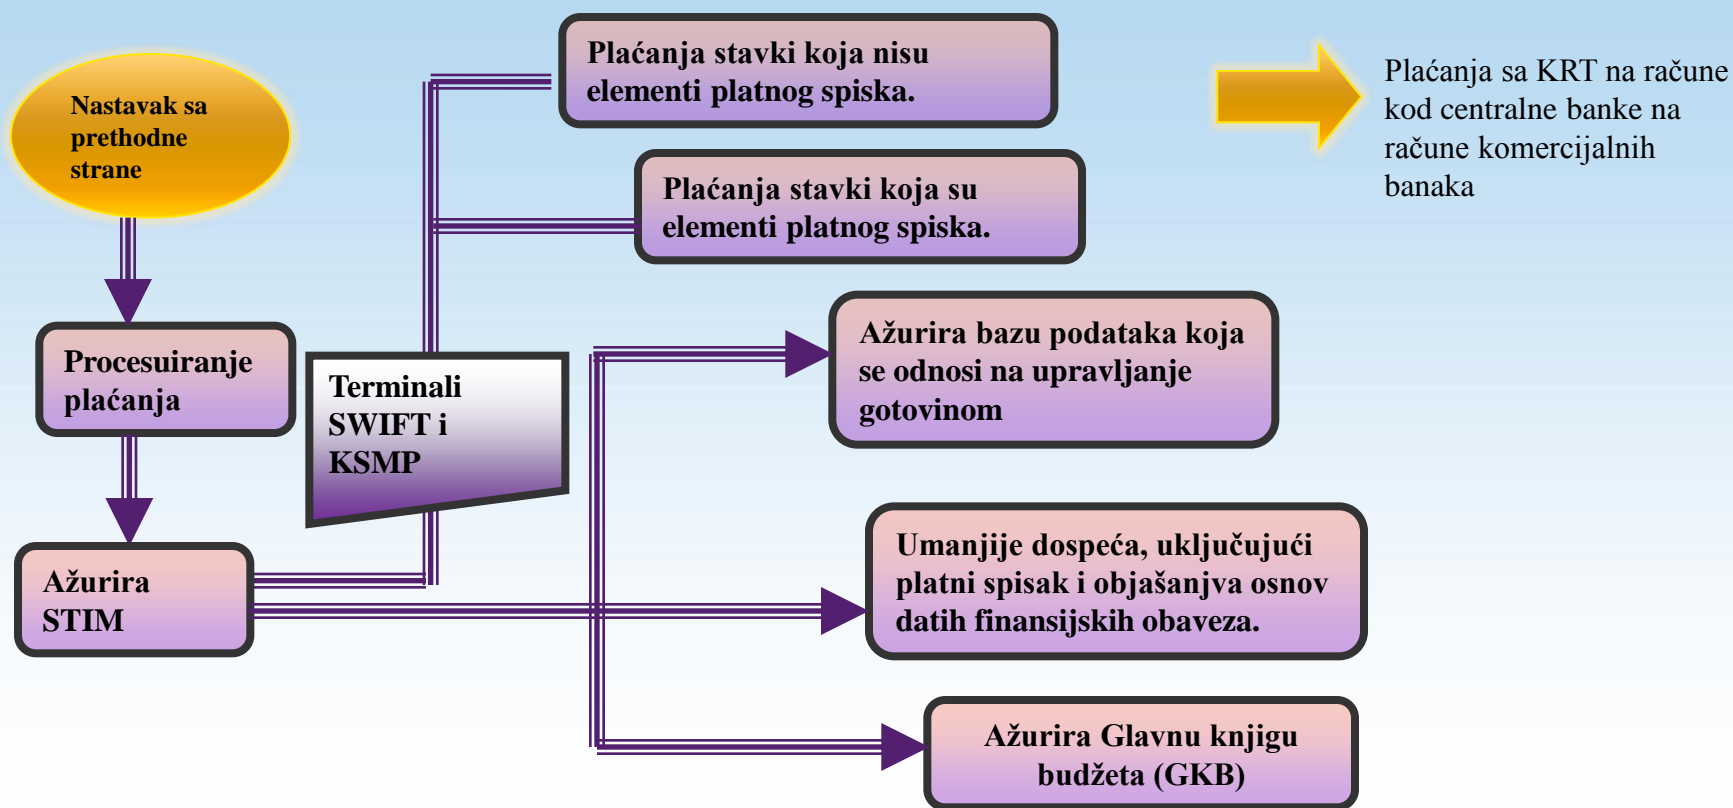 Nastavak sa
prethodne
strane
Plaćanja stavki koja nisu
elementi platnog spiska.
Plaćanja sa KRT na račune
kod centralne banke na
račune komercijalnih
banaka
Plaćanja stavki koja su
elementi platnog spiska.
Procesuiranje
plaćanja
Terminali
SWIFT i
KSMP
Ažurira bazu podataka koja
se odnosi na upravljanje
gotovinom
Ažurira
STIM
Umanjije dospeća, uključujući
platni spisak i objašanjva osnov
datih finansijskih obaveza.
Ažurira Glavnu knjigu
budžeta (GKB)